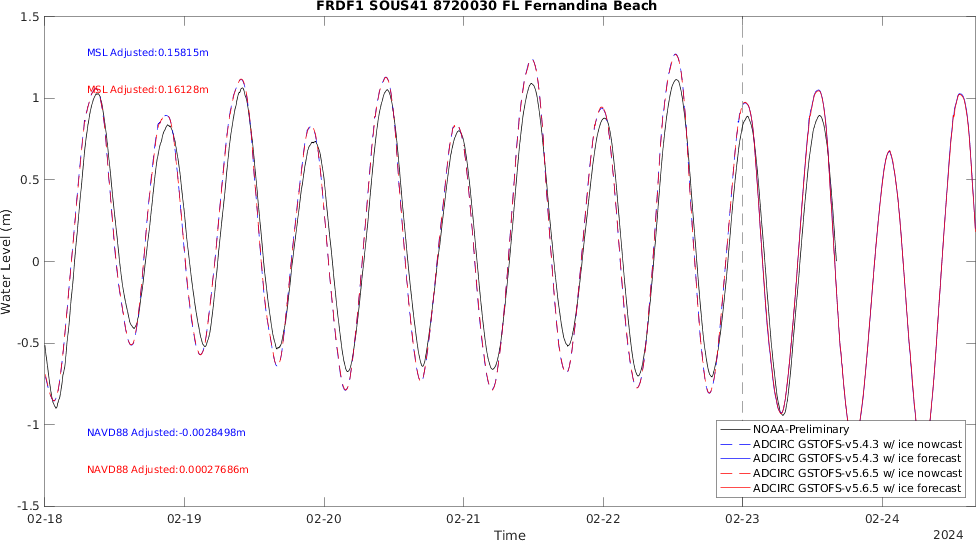 FRDF1 SOUS41 8720030 FL Fernandina Beach
1.5
MSL Adjusted:0.15815m
MSL Adjusted:0.16128m
1
0.5
0
-0.5
-1
-1.5
Water Level (m)
NAVD88 Adjusted:-0.0028498m
NAVD88 Adjusted:0.00027686m
NOAA-Preliminary
ADCIRC GSTOFS-v5.4.3 w/ ice nowcast
ADCIRC GSTOFS-v5.4.3 w/ ice forecast
ADCIRC GSTOFS-v5.6.5 w/ ice nowcast
ADCIRC GSTOFS-v5.6.5 w/ ice forecast
02-18 02-19 02-20 02-21 02-22 02-23 02-24
Time
2024